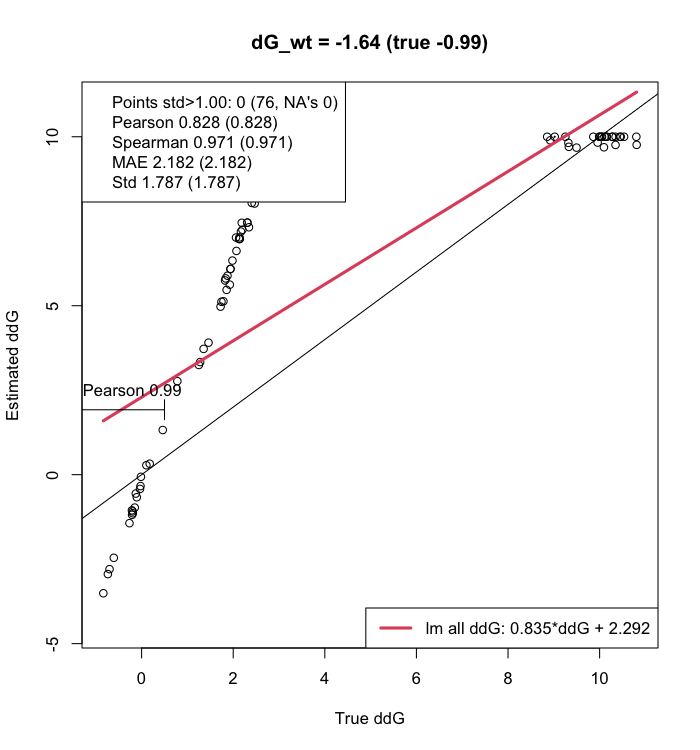 dG_wt = -1.64 (true -0.99)
Points std>1.00: 0 (76, NA's 0)
Pearson 0.828 (0.828)
Spearman 0.971 (0.971)
MAE 2.182 (2.182)
Std 1.787 (1.787)
10
5
0
-5
Estimated ddG
Pearson 0.99
lm all ddG: 0.835*ddG + 2.292
0 2 4 6 8 10
True ddG